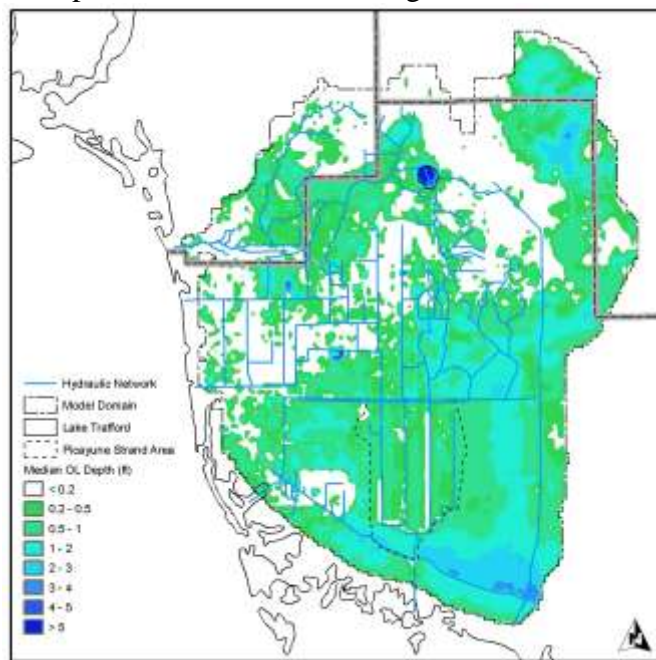 Hydraulic Network
Model Domain
Lake Trafford
Picayune Strand Area
Median OL Depth (ft)
< 0.2
0.2 - 0.5
0.5 - 1
1 - 2
2 - 3
3 - 4
4 - 5
> 5